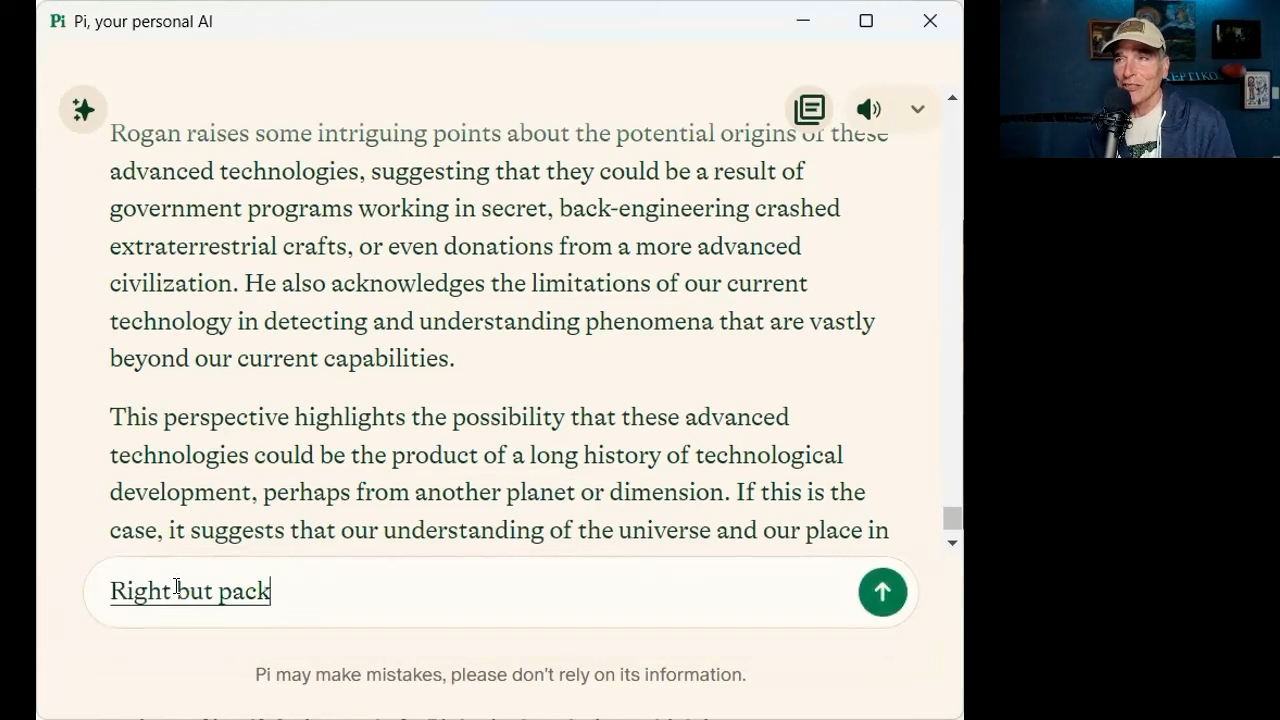 Pi Pi, your personal AI
Rogan raises some intriguing points about the potential origins of these
advanced technologies, suggesting that they could be a result of
government programs working in secret, back-engineering crashed
extraterrestrial crafts, or even donations from a more advanced
civilization. He also acknowledges the limitations of our current
technology in detecting and understanding phenomena that are vastly
beyond our current capabilities.
This perspective highlights the possibility that these advanced
technologies could be the product of a long history of technological
development, perhaps from another planet or dimension. If this is the
case, it suggests that our understanding of the universe and our place in
Right but pack
Pi may make mistakes, please don't rely on its information.